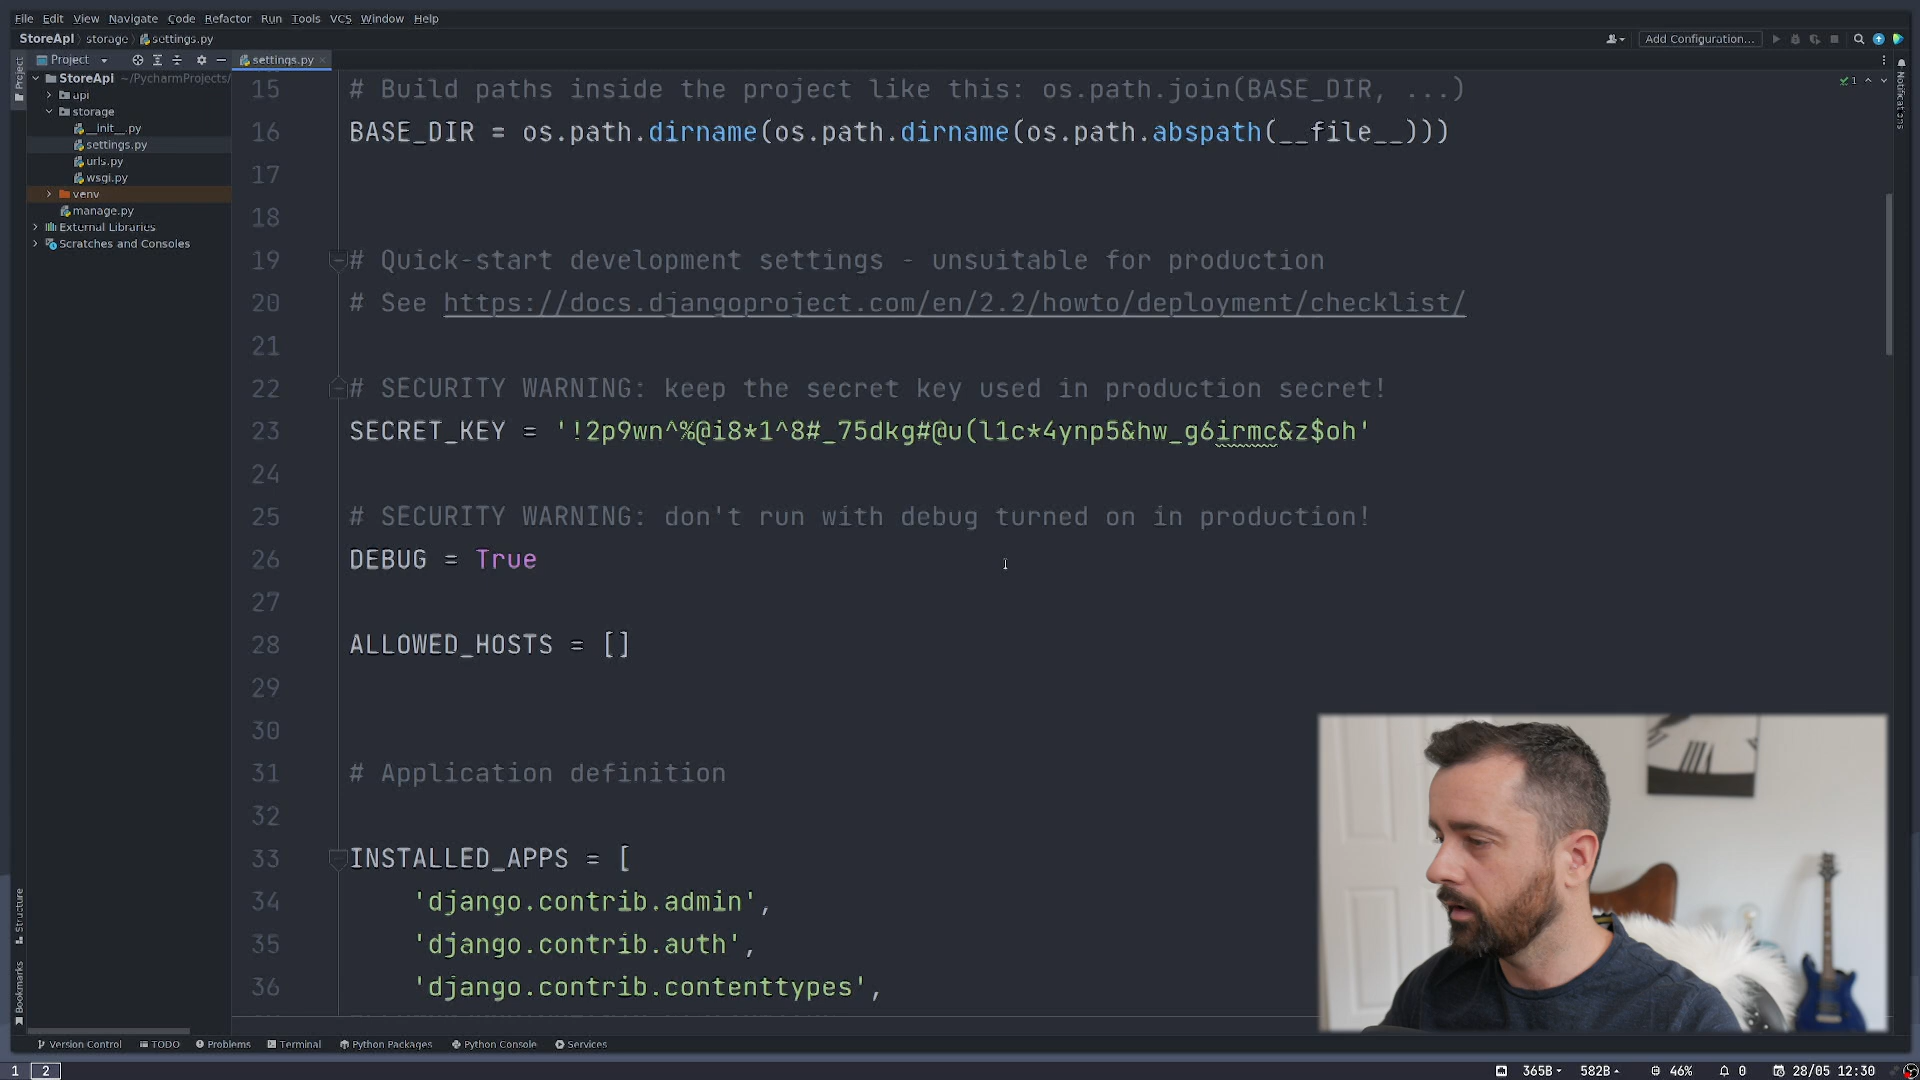 File Edit View Navigate Code Refactor Run Tools VCS Window Help
StoreApi storage settings.py
Add Configuration...
Project
settings.py
Project
StoreApi ~/PycharmProjects/
api
storage
__init__.py
settings.py
urls.py
wsgi.py
venv
manage.py
External Libraries
Scratches and Consoles
1
15 # Build paths inside the project like this: os.path.join(BASE_DIR, ...)
16 BASE_DIR = os.path.dirname(os.path.dirname(os.path.abspath(__file__)))
17
18
19 # Quick-start development settings - unsuitable for production
20 # See https://docs.djangoproject.com/en/2.2/howto/deployment/checklist/
21
22 # SECURITY WARNING: keep the secret key used in production secret!
23 SECRET_KEY = '!2p9wn^%@i8*1^8#_75dkg#@u(l1c*4ynp5&hw_g6irmc&z$oh'
24
25 # SECURITY WARNING: don't run with debug turned on in production!
26 DEBUG = True
27
28 ALLOWED_HOSTS = []
29
30
31 # Application definition
32
33 INSTALLED_APPS = [
34 'django.contrib.admin',
35 'django.contrib.auth',
36 'django.contrib.contenttypes',
Structure
Bookmarks
Version Control TODO Problems Terminal Python Packages Python Console Services
1 2
365B 582B 46% 0 28/05 12:30